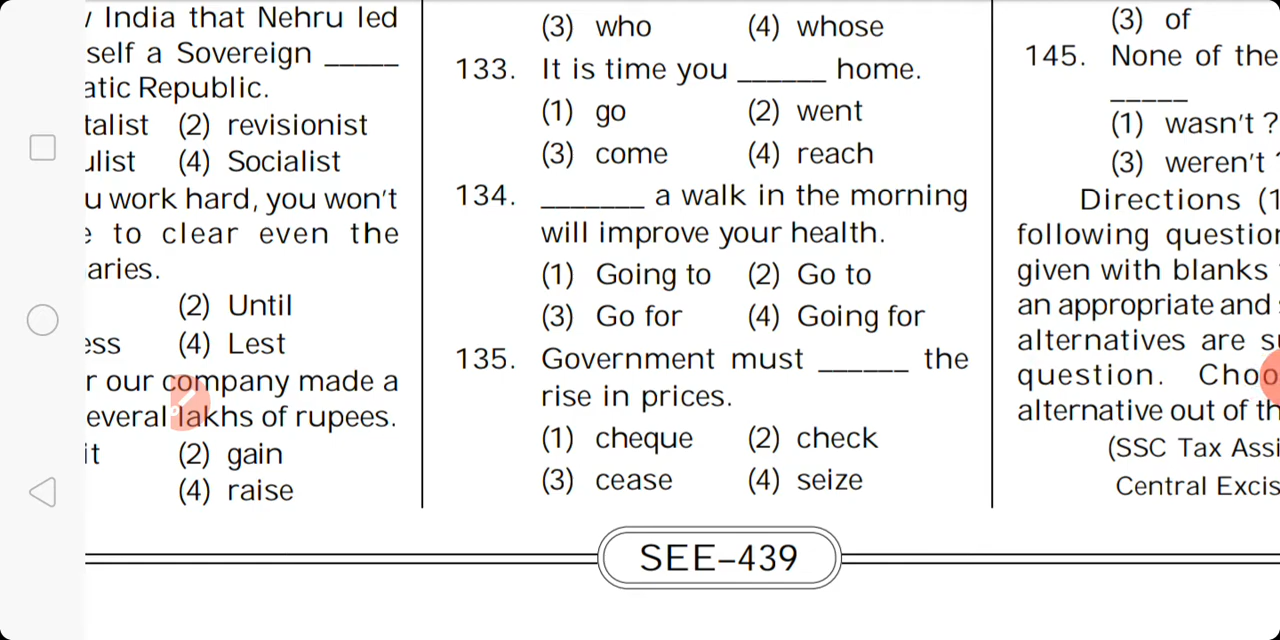 India that Nehru led
self a Sovereign _____
atic Republic.
talist (2) revisionist
ulist (4) Socialist
u work hard, you won't
e to clear even the
aries.
(2) Until
ess (4) Lest
r our company made a
everal lakhs of rupees.
it (2) gain
(4) raise
(3) who (4) whose
133. It is time you ______ home.
(1) go (2) went
(3) come (4) reach
134. _______ a walk in the morning
will improve your health.
(1) Going to (2) Go to
(3) Go for (4) Going for
135. Government must ______ the
rise in prices.
(1) cheque (2) check
(3) cease (4) seize
(3) of
145. None of the
_____
(1) wasn't ?
(3) weren't
Directions (1
following question
given with blanks
an appropriate and
alternatives are
question. Choo
alternative out of th
(SSC Tax Assi
Central Excis
SEE–439